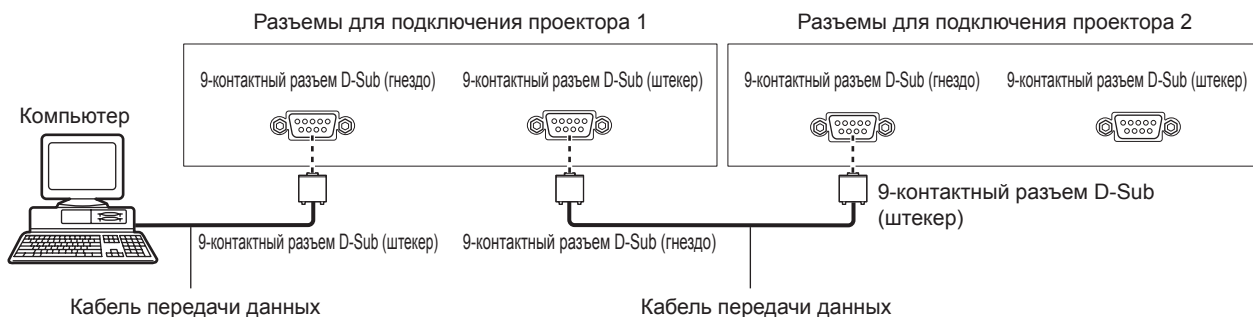 Разъемы для подключения проектора 1
Разъемы для подключения проектора 2
9-контактный разъем D-Sub (гнездо)
9-контактный разъем D-Sub (штекер)
9-контактный разъем D-Sub (гнездо)
9-контактный разъем D-Sub (штекер)
Компьютер
9-контактный разъем D-Sub
(штекер)
9-контактный разъем D-Sub (штекер)
9-контактный разъем D-Sub (гнездо)
Кабель передачи данных
Кабель передачи данных